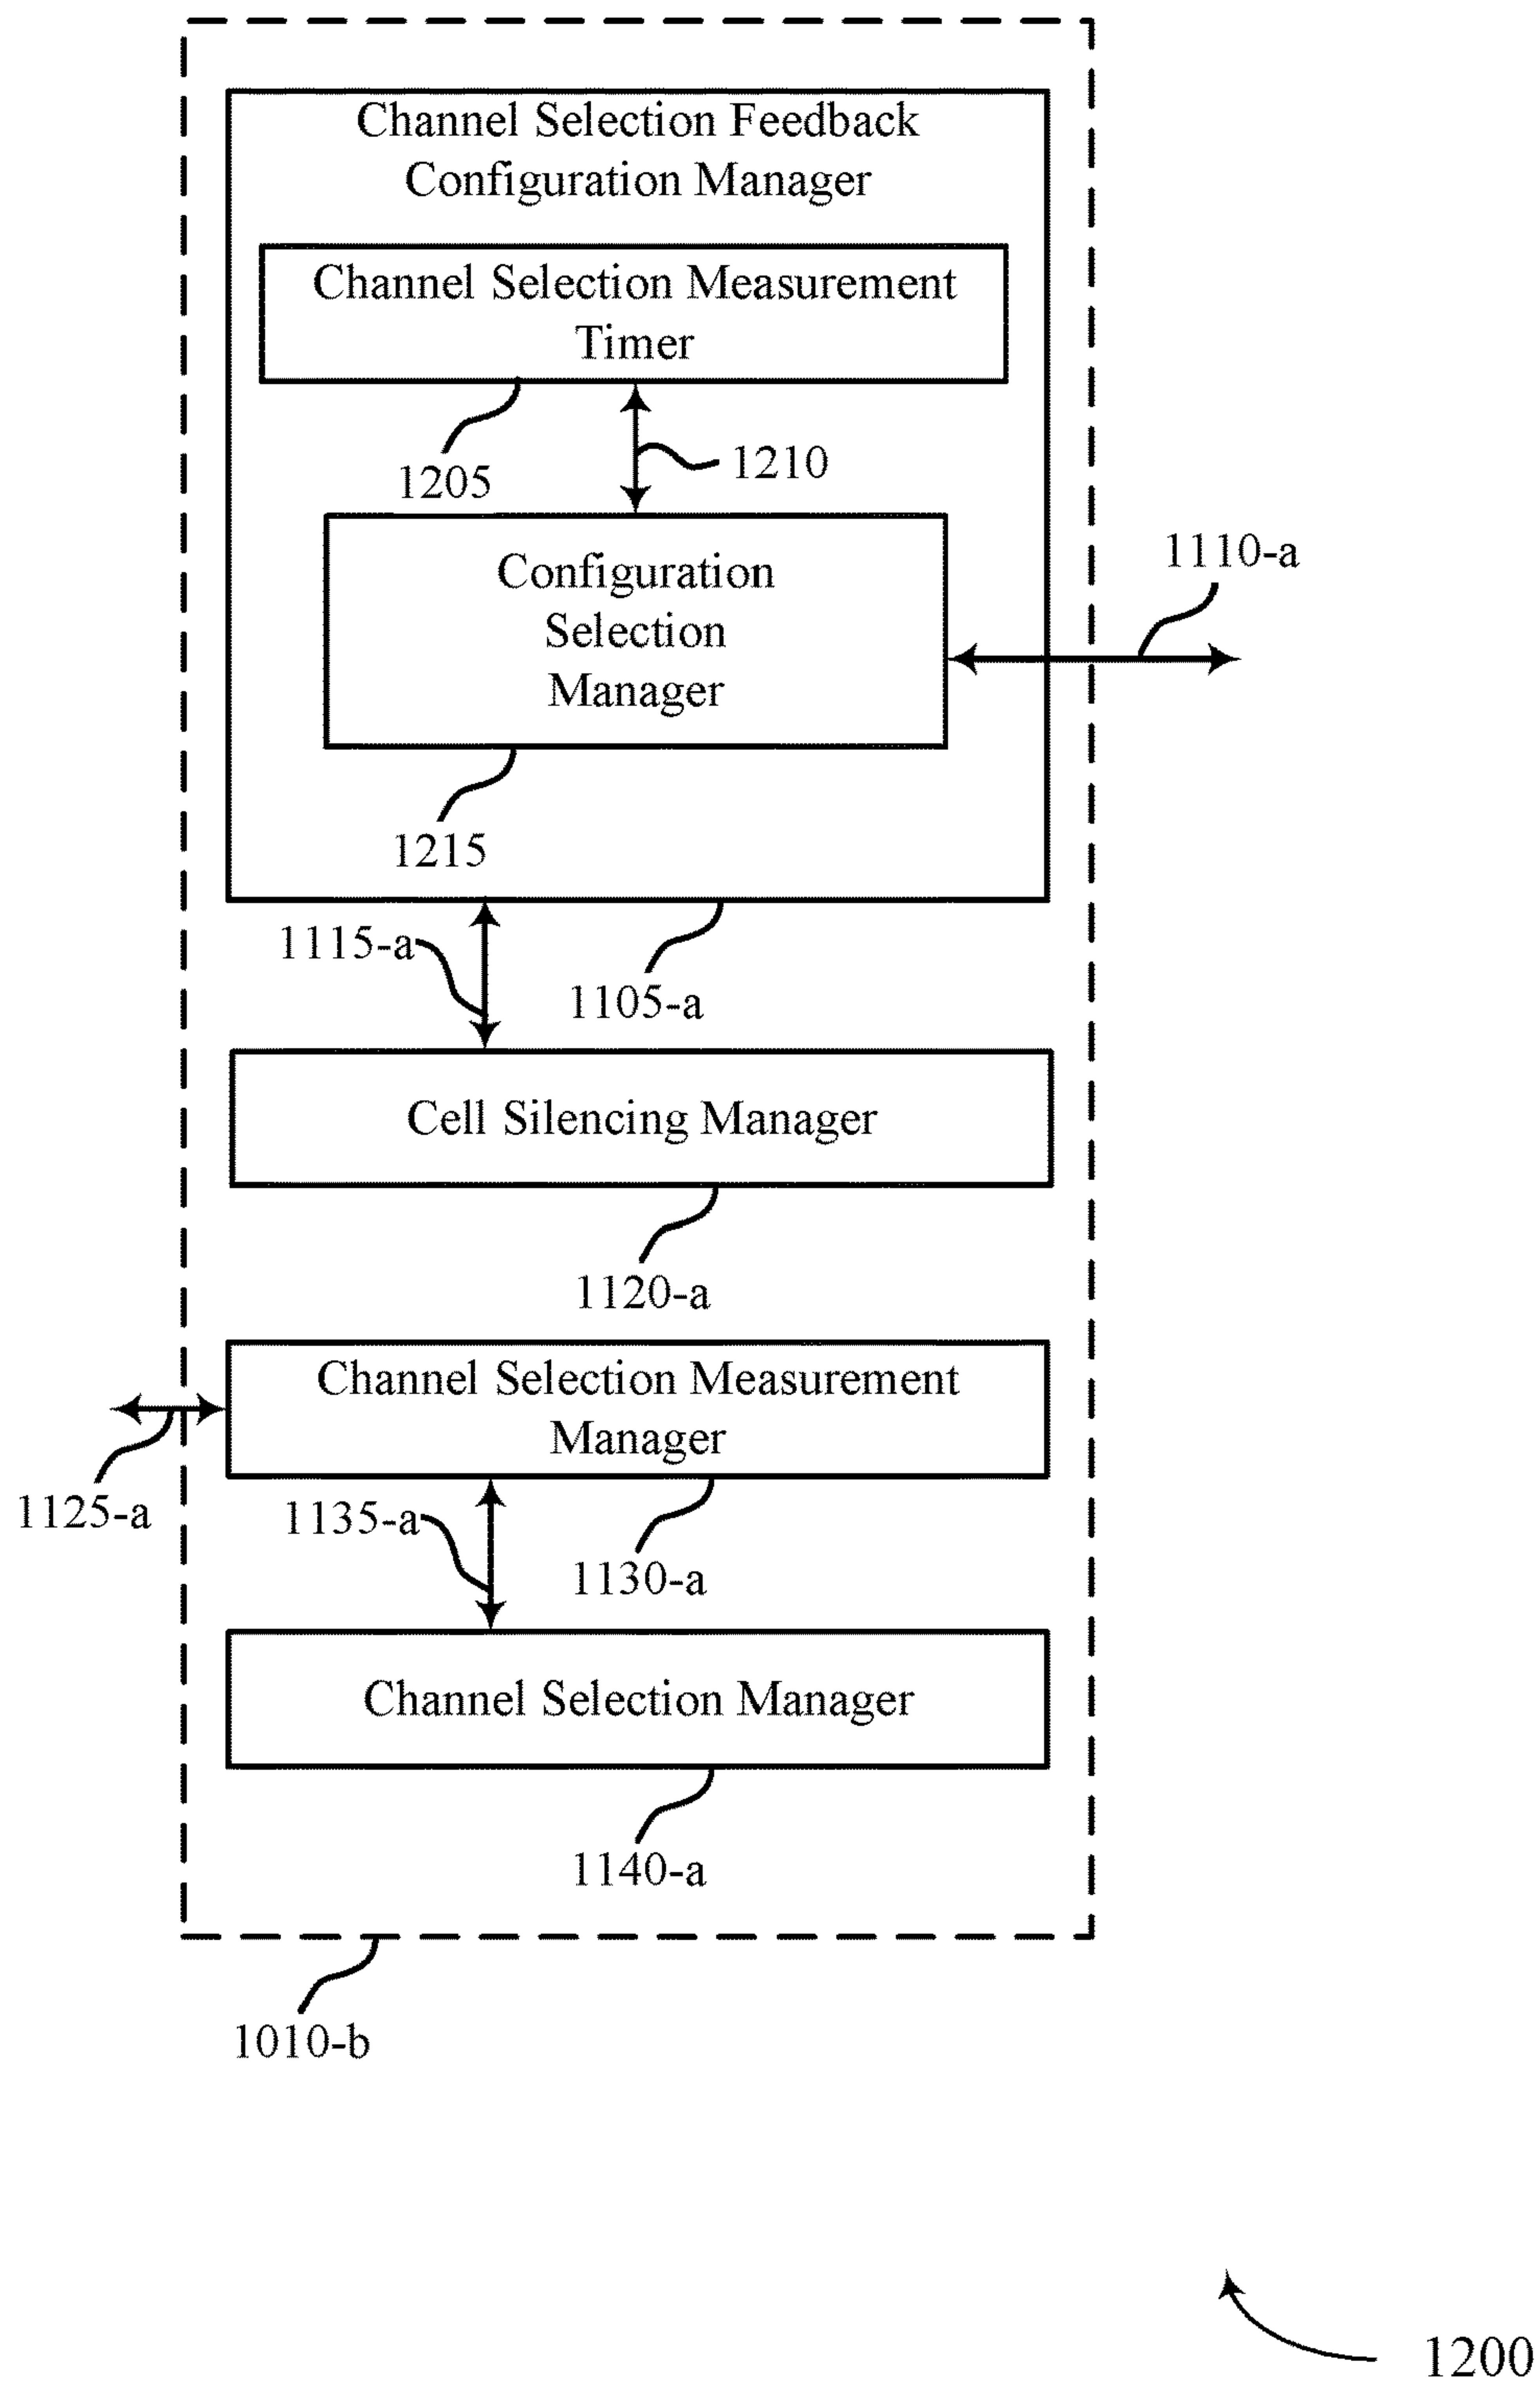 Channel Selection Feedback
Configuration Manager
Channel Selection Measurement
Timer
1205
1210
Configuration
Selection
Manager
1110-a
1215
1115-a
1105-a
Cell Silencing Manager
1120-a
Channel Selection Measurement
Manager
1125-a
1135-a
1130-a
Channel Selection Manager
1140-a
1010-b
1200